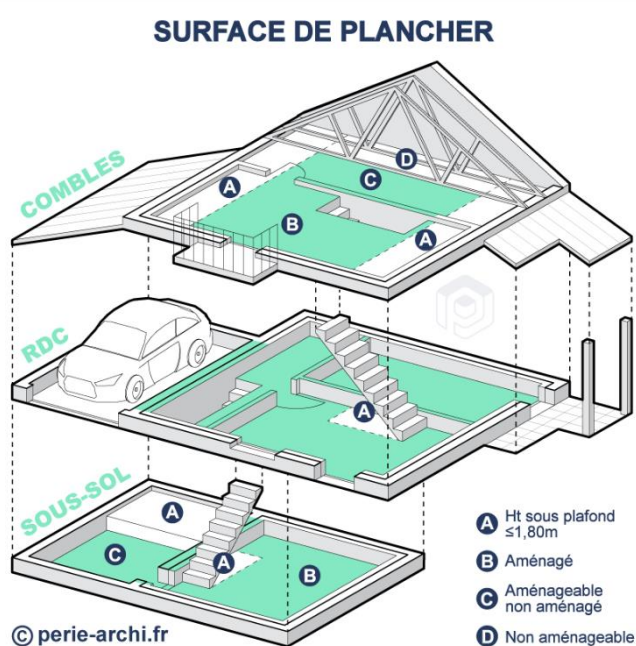 SURFACE DE PLANCHER
COMBLES
A
D
C
B
A
RDC
A
SOUS-SOL
A
C
A
B
A Ht sous plafond
≤1,80m
B Aménagé
C Aménageable
non aménagé
D Non aménageable
© perie-archi.fr